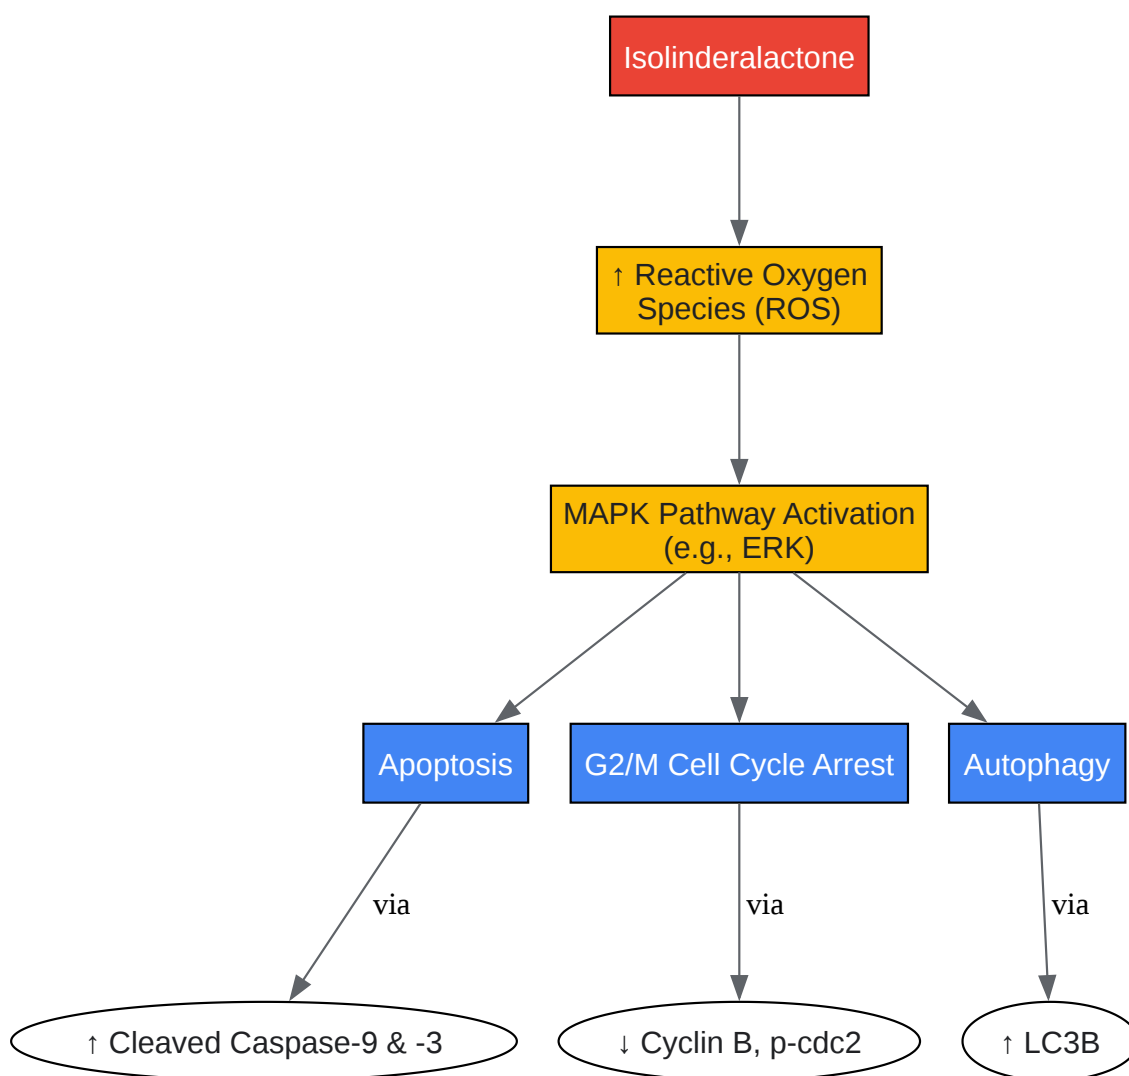 Isolinderalactone
↑ Reactive Oxygen
Species (ROS)
MAPK Pathway Activation
(e.g., ERK)
Apoptosis
G2/M Cell Cycle Arrest
Autophagy
via
via
via
↑ Cleaved Caspase-9 & -3
↓ Cyclin B, p-cdc2
↑ LC3B